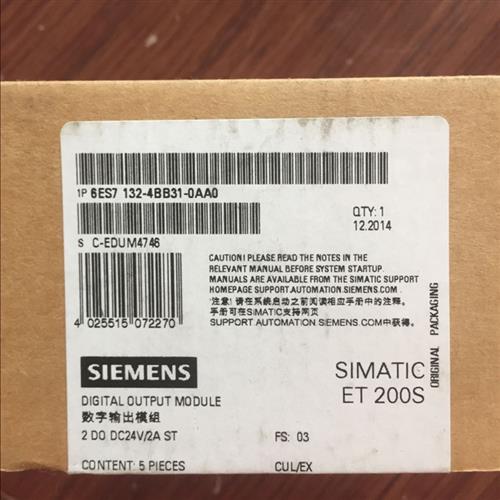 1P 6ES7 132-4BB31-0AA0
QTY: 1
12.2014
S C-EDUM4746
CAUTION! PLEASE READ THE NOTES IN THE
RELEVANT MANUAL BEFORE SYSTEM STARTUP.
MANUALS ARE AVAILABLE FROM THE SIMATIC SUPPORT
HOMEPAGE SUPPORT.AUTOMATION.SIEMENS.COM .
'注意! 请在系统启动之前阅读相应手册中的注释。
手册可在SIMATIC支持网页
SUPPORT AUTOMATION SIEMENS.COM中获得。
4 025515 072270
ORIGINAL PACKAGING
SIEMENS
SIMATIC
ET 200S
DIGITAL OUTPUT MODULE
数字输出模组
2 DO DC24V/2A ST
FS: 03
CONTENT: 5 PIECES
CUL/EX